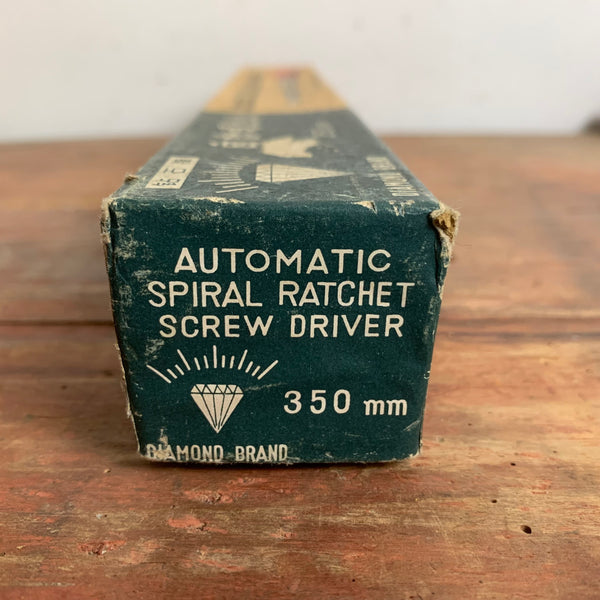 AUTOMATIC
SPIRAL RATCHET
SCREW DRIVER
350 mm
DIAMOND BRAND